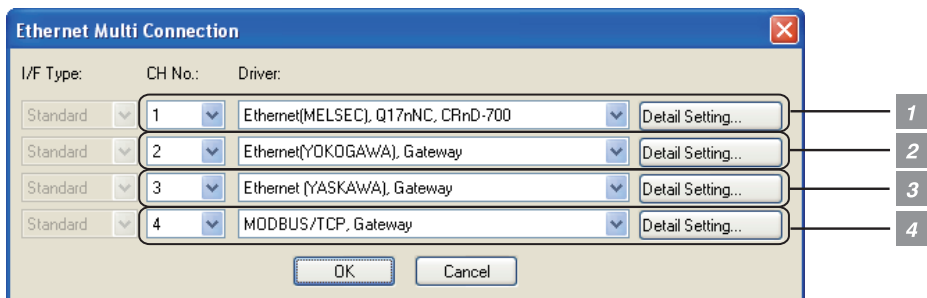 Ethernet Multi Connection
I/F Type: CH No.: Driver:
Standard 1 Ethernet(MELSEC), Q17nNC, CRnD-700 Detail Setting... 1
Standard 2 Ethernet(YOKOGAWA), Gateway Detail Setting... 2
Standard 3 Ethernet (YASKAWA), Gateway Detail Setting... 3
Standard 4 MODBUS/TCP, Gateway Detail Setting... 4
OK Cancel